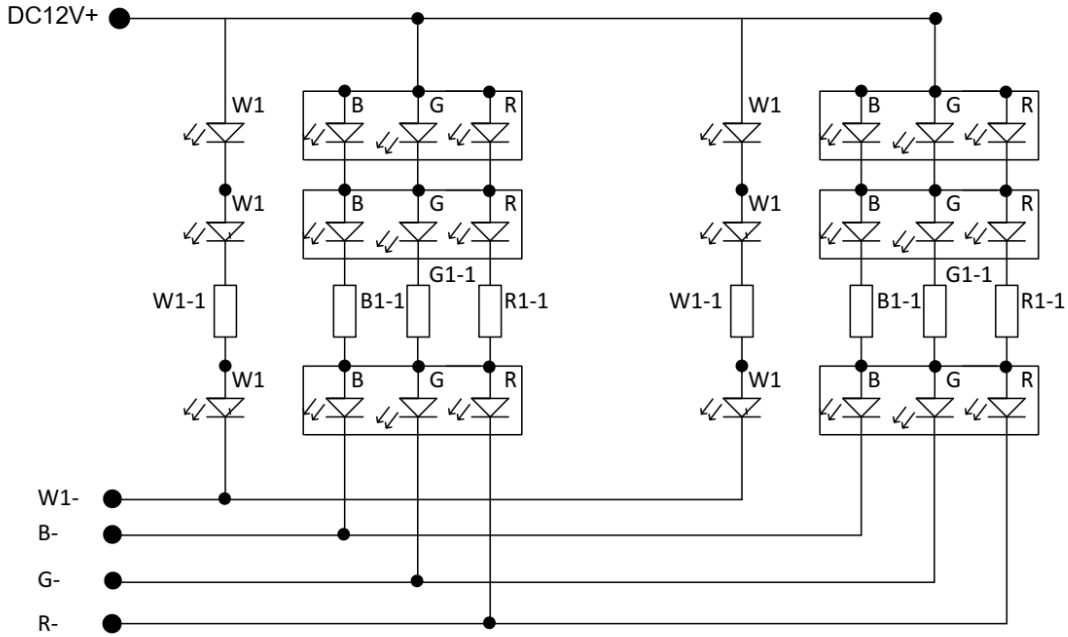 DC12V+
W1 B G R W1 B G R
W1 B G R W1 B G R
G1-1 G1-1
W1-1 B1-1 R1-1 W1-1 B1-1 R1-1
W1 B G R W1 B G R
W1-
B-
G-
R-